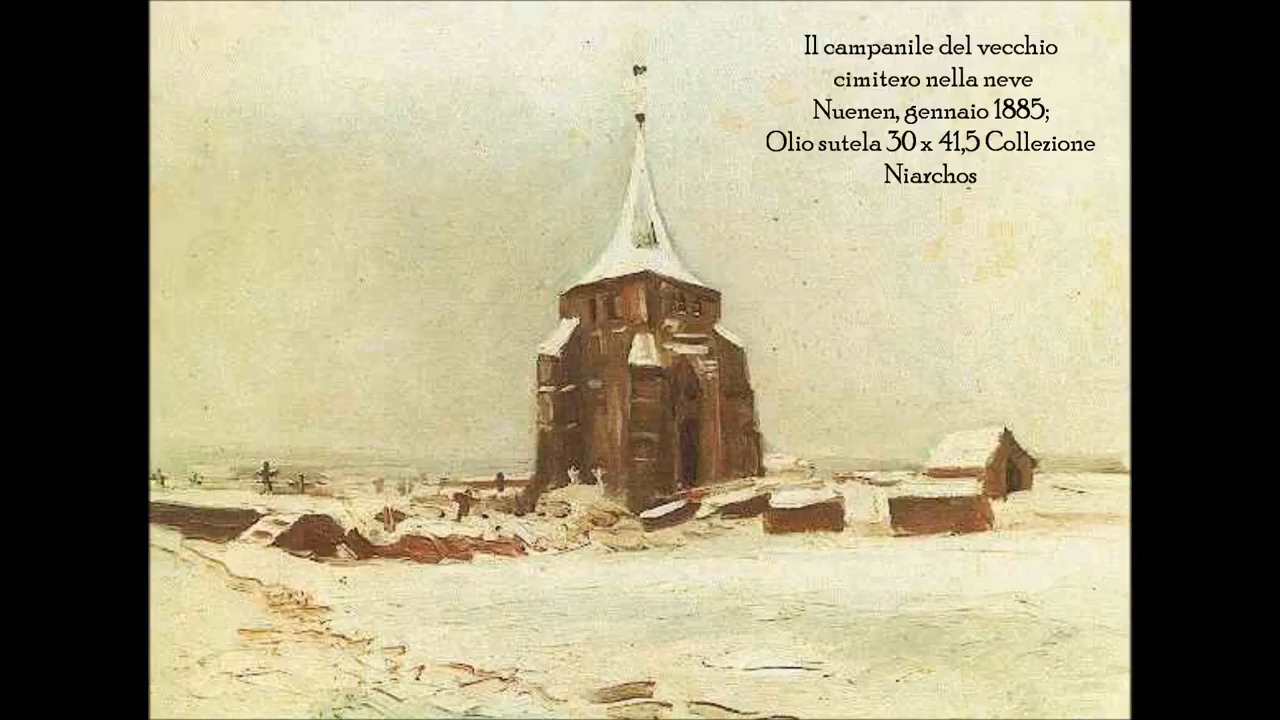 Il campanile del vecchio
cimitero nella neve
Nuenen, gennaio 1885;
Olio sutela 30 x 41,5 Collezione
Niarchos